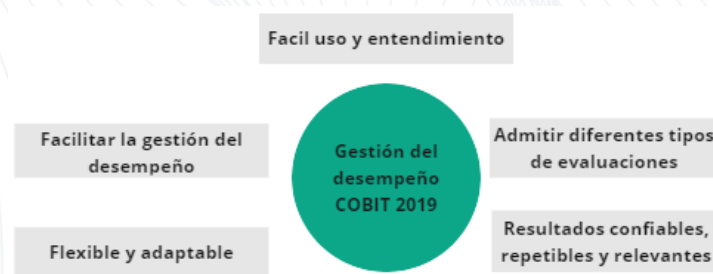 Facil uso y entendimiento
Facilitar la gestión del
desempeño
Gestión del
desempeño
COBIT 2019
Admitir diferentes tipos
de evaluaciones
Flexible y adaptable
Resultados confiables,
repetibles y relevantes